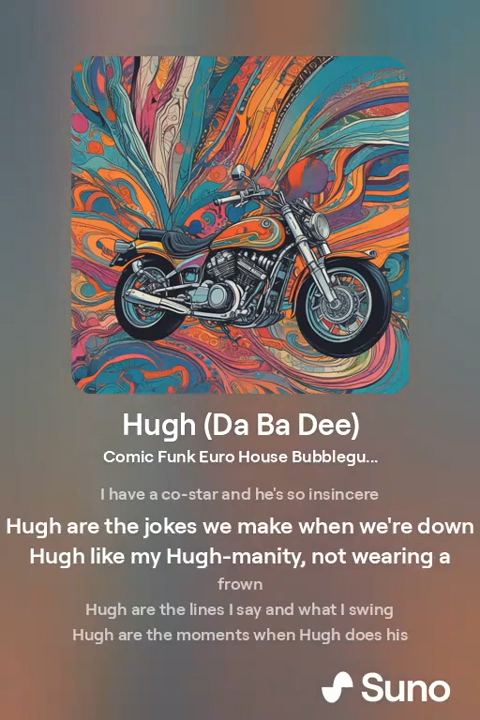 Hugh (Da Ba Dee)
Comic Funk Euro House Bubblegu...
I have a co-star and he's so insincere
Hugh are the jokes we make when we're down
Hugh like my Hugh-manity, not wearing a
frown
Hugh are the lines I say and what I swing
Hugh are the moments when Hugh does his
Suno